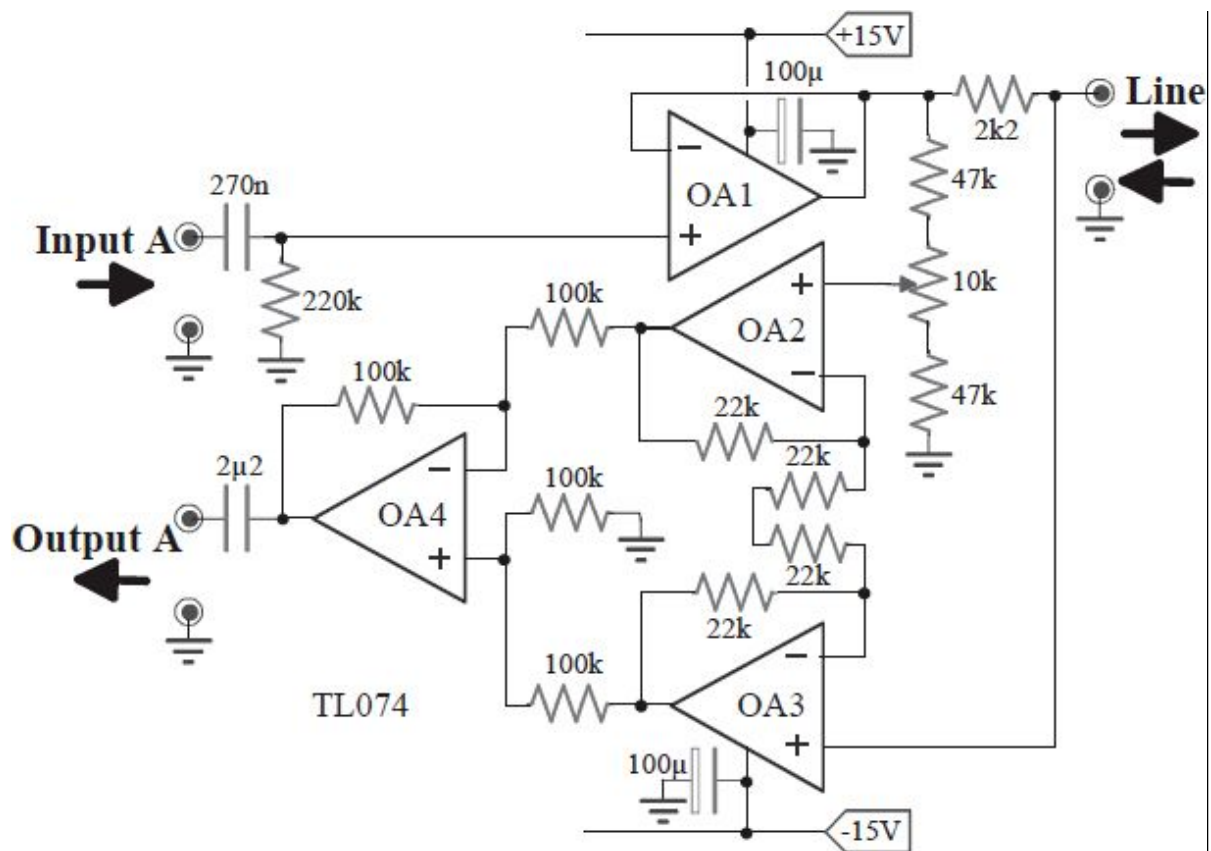 +15V
100µ
Line
2k2
270n
OA1
47k
Input A
−
+
220k
100k
+
OA2
10k
100k
−
47k
22k
2µ2
−
100k
22k
OA4
Output A
+
22k
22k
100k
−
TL074
OA3
+
100µ
-15V